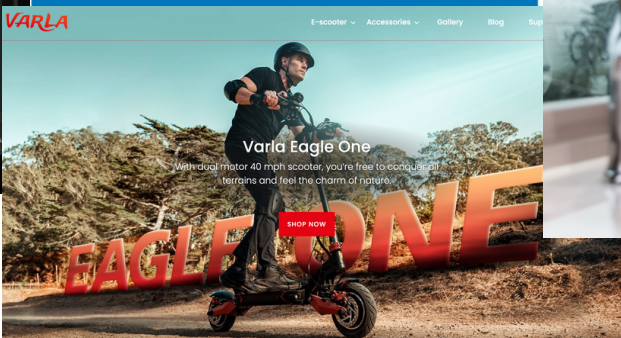 VARLA
E-scooter Accessories Gallery Blog Sup
Varla Eagle One
With dual motor 40 mph scooter, you're free to conquer all
terrains and feel the charm of nature.
SHOP NOW
EAGLE ONE